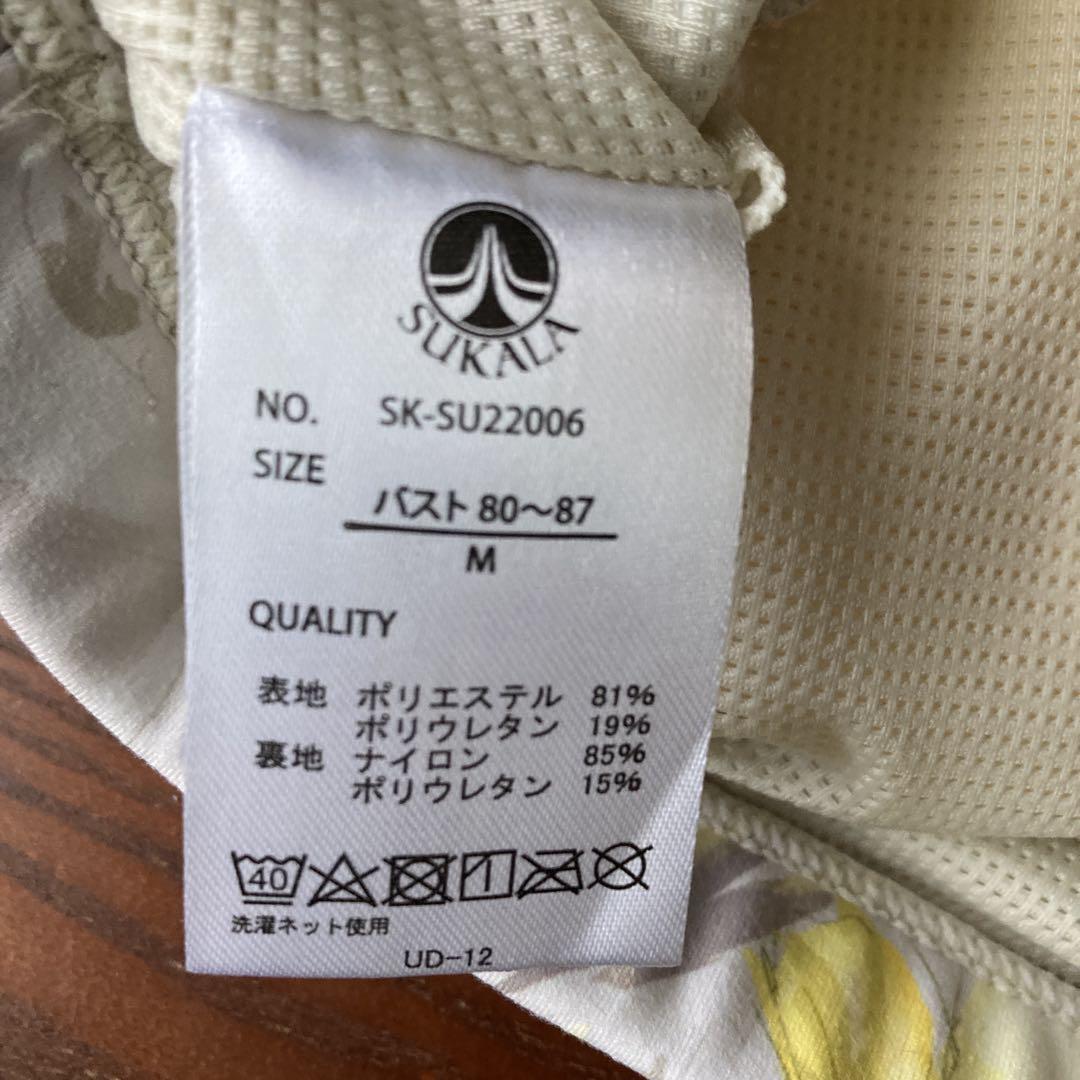 SUKALA
NO. SK-SU22006
SIZE
バスト 80〜87
M
QUALITY
表地 ポリエステル 81%
ポリウレタン 19%
裏地 ナイロン 85%
ポリウレタン 15%
40
洗濯ネット使用
UD-12